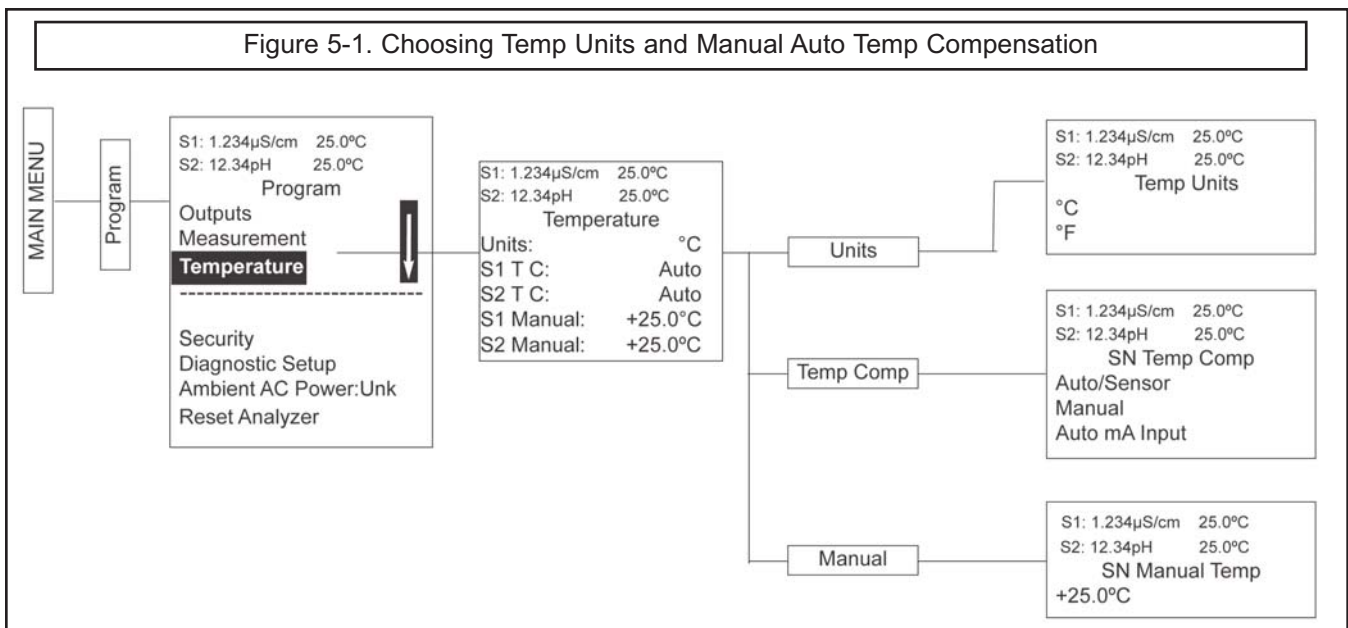 Figure 5-1. Choosing Temp Units and Manual Auto Temp Compensation
MAIN MENU
Program
S1: 1.234µS/cm 25.0ºC
S2: 12.34pH 25.0ºC
Program
Outputs
Measurement
Temperature
Security
Diagnostic Setup
Ambient AC Power:Unk
Reset Analyzer
S1: 1.234µS/cm 25.0ºC
S2: 12.34pH 25.0ºC
Temperature
Units: °C
S1 T C: Auto
S2 T C: Auto
S1 Manual: +25.0°C
S2 Manual: +25.0ºC
Units
S1: 1.234µS/cm 25.0ºC
S2: 12.34pH 25.0ºC
Temp Units
°C
°F
Temp Comp
S1: 1.234µS/cm 25.0ºC
S2: 12.34pH 25.0ºC
SN Temp Comp
Auto/Sensor
Manual
Auto mA Input
Manual
S1: 1.234µS/cm 25.0ºC
S2: 12.34pH 25.0ºC
SN Manual Temp
+25.0ºC